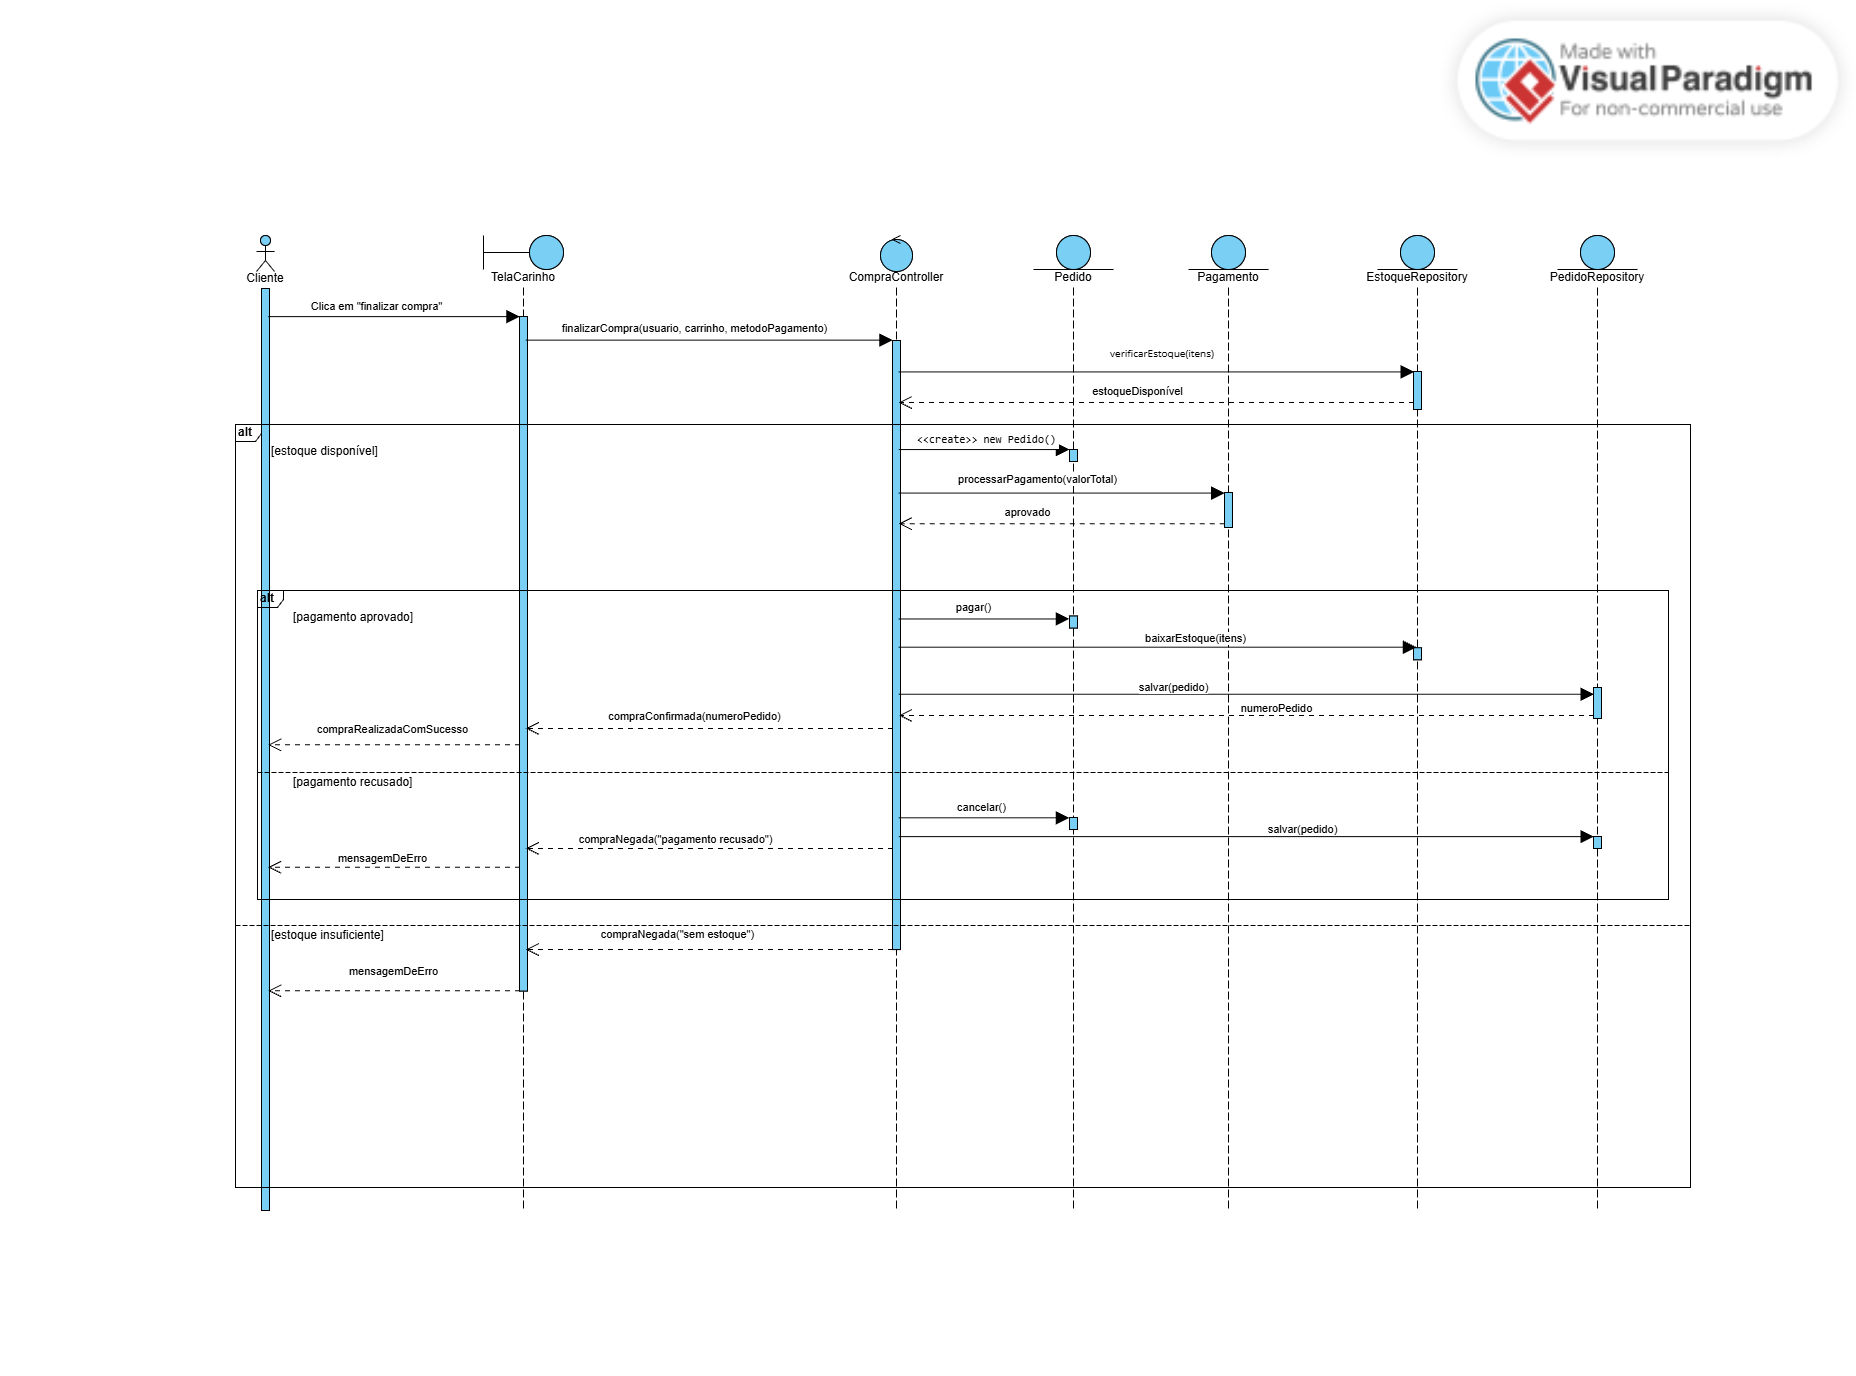 Made with
Visual Paradigm
For non-commercial use
Cliente
TelaCarinho
CompraController
Pedido
Pagamento
EstoqueRepository
PedidoRepository
Clica em "finalizar compra"
finalizarCompra(usuario, carrinho, metodoPagamento)
verificarEstoque(itens)
estoqueDisponível
alt
[estoque disponível]
<<create>> new Pedido()
processarPagamento(valorTotal)
aprovado
alt
[pagamento aprovado]
pagar()
baixarEstoque(itens)
salvar(pedido)
numeroPedido
compraConfirmada(numeroPedido)
compraRealizadaComSucesso
[pagamento recusado]
cancelar()
salvar(pedido)
compraNegada("pagamento recusado")
mensagemDeErro
[estoque insuficiente]
compraNegada("sem estoque")
mensagemDeErro